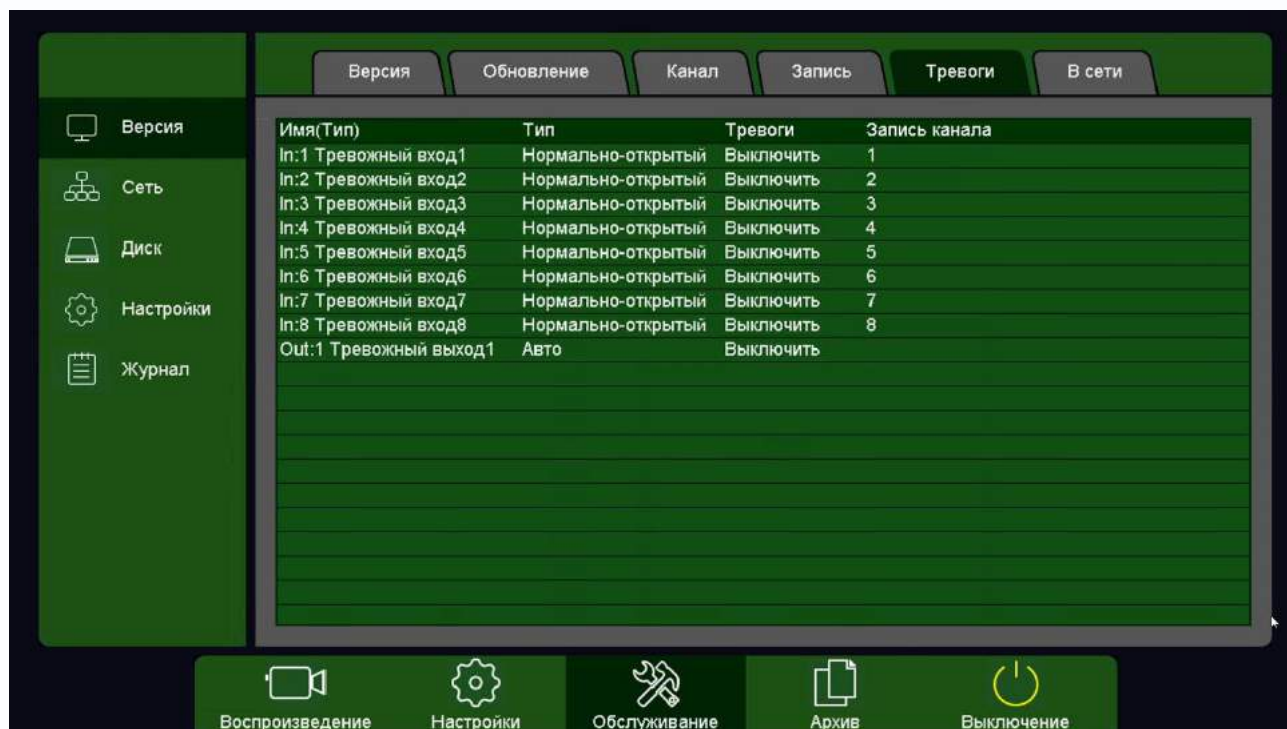 Версия Обновление Канал Запись Тревоги В сети
Версия
Сеть
Диск
Настройки
Журнал
Имя(Тип) Тип Тревоги Запись канала
In:1 Тревожный вход1 Нормально-открытый Выключить 1
In:2 Тревожный вход2 Нормально-открытый Выключить 2
In:3 Тревожный вход3 Нормально-открытый Выключить 3
In:4 Тревожный вход4 Нормально-открытый Выключить 4
In:5 Тревожный вход5 Нормально-открытый Выключить 5
In:6 Тревожный вход6 Нормально-открытый Выключить 6
In:7 Тревожный вход7 Нормально-открытый Выключить 7
In:8 Тревожный вход8 Нормально-открытый Выключить 8
Out:1 Тревожный выход1 Авто Выключить
Воспроизведение Настройки Обслуживание Архив Выключение